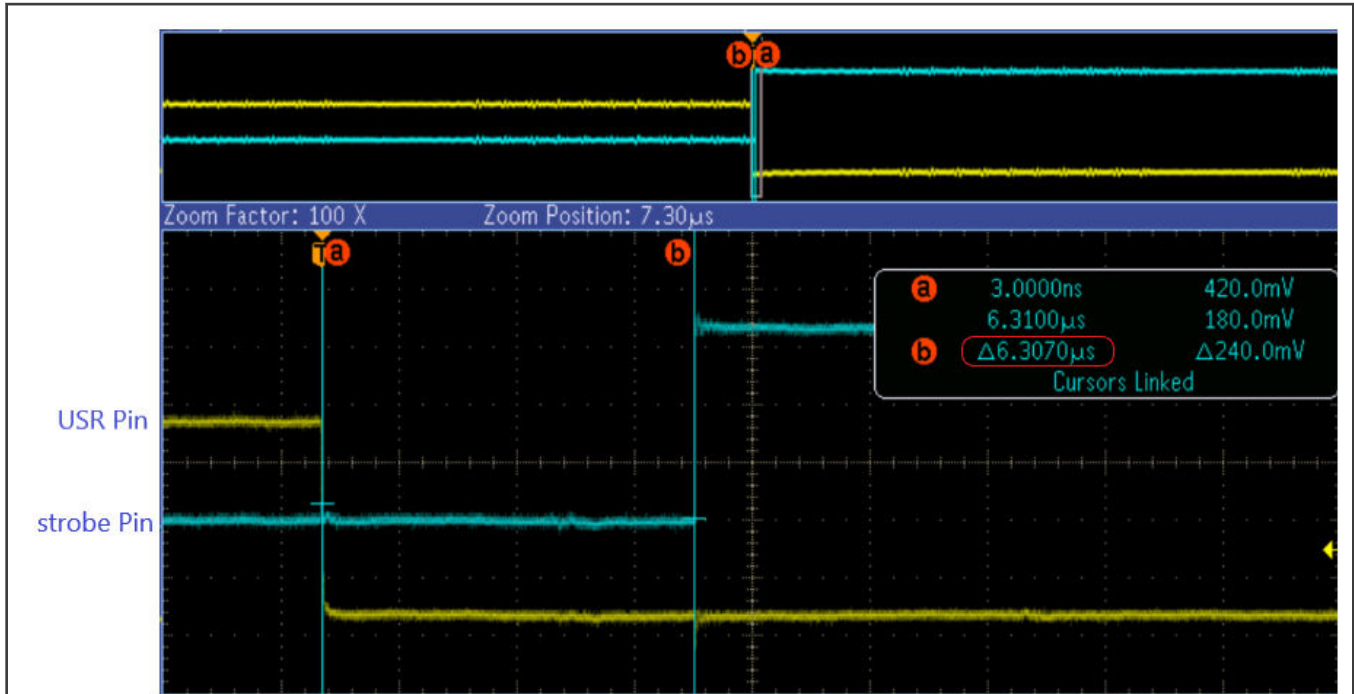 b a
Zoom Factor: 100 X Zoom Position: 7.30µs
T a b
a 3.0000ns 420.0mV
6.3100µs 180.0mV
b Δ6.3070µs Δ240.0mV
Cursors Linked
USR Pin
strobe Pin